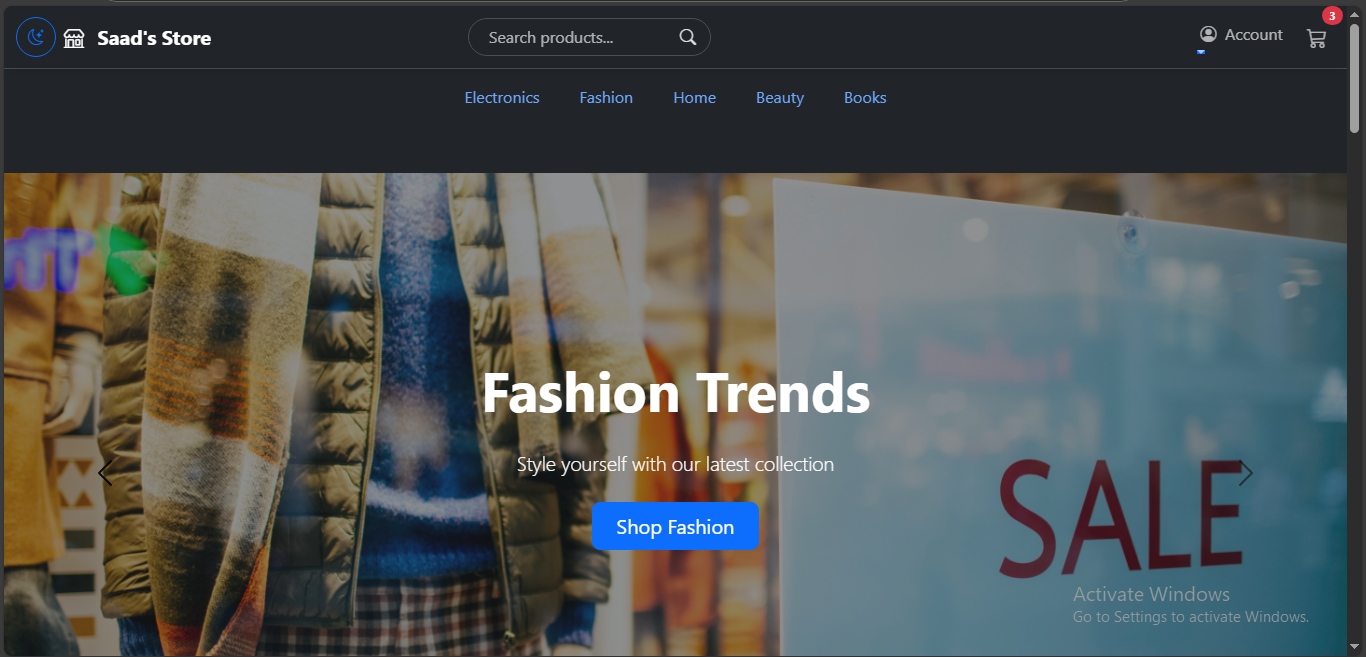 Saad's Store
Search products...
Account
3
Electronics Fashion Home Beauty Books
Fashion Trends
Style yourself with our latest collection
Shop Fashion
SALE
Activate Windows
Go to Settings to activate Windows.